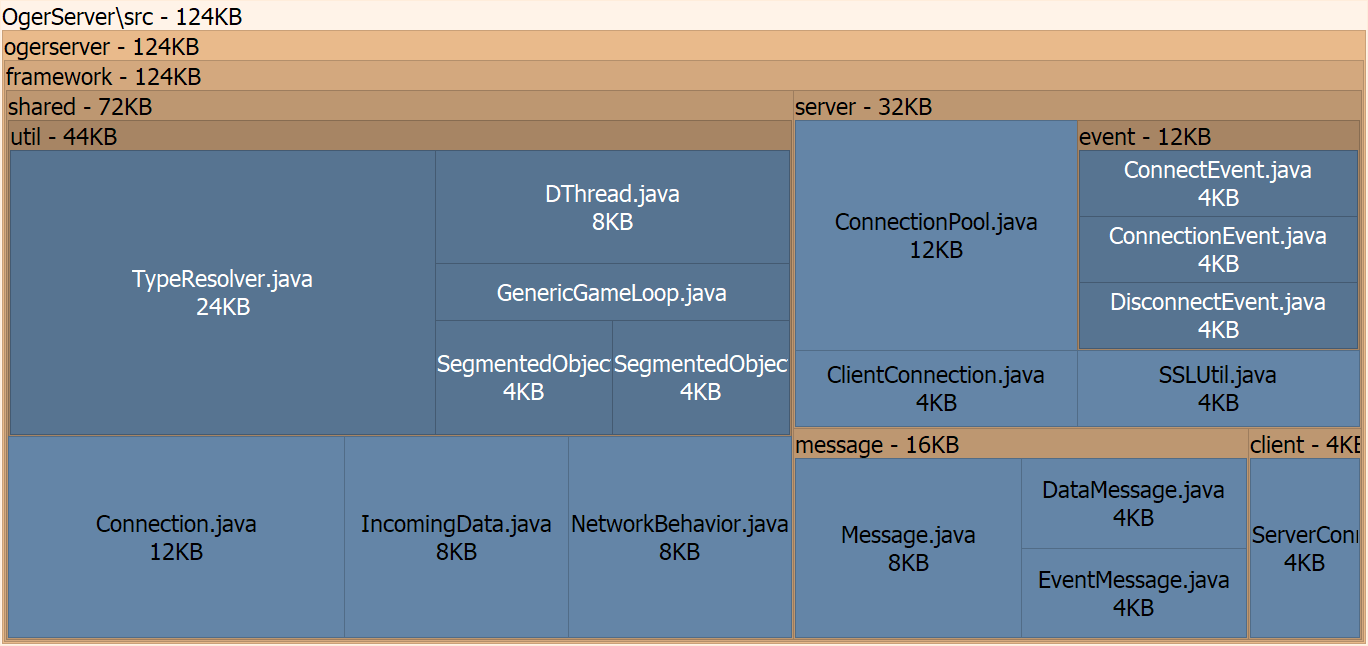 OgerServer\src - 124KB
ogerserver - 124KB
framework - 124KB
shared - 72KB
util - 44KB
TypeResolver.java
24KB
DThread.java
8KB
GenericGameLoop.java
SegmentedObjec
4KB
SegmentedObjec
4KB
Connection.java
12KB
IncomingData.java
8KB
NetworkBehavior.java
8KB
server - 32KB
ConnectionPool.java
12KB
event - 12KB
ConnectEvent.java
4KB
ConnectionEvent.java
4KB
DisconnectEvent.java
4KB
ClientConnection.java
4KB
SSLUtil.java
4KB
message - 16KB
Message.java
8KB
DataMessage.java
4KB
EventMessage.java
4KB
client - 4KB
ServerConn
4KB